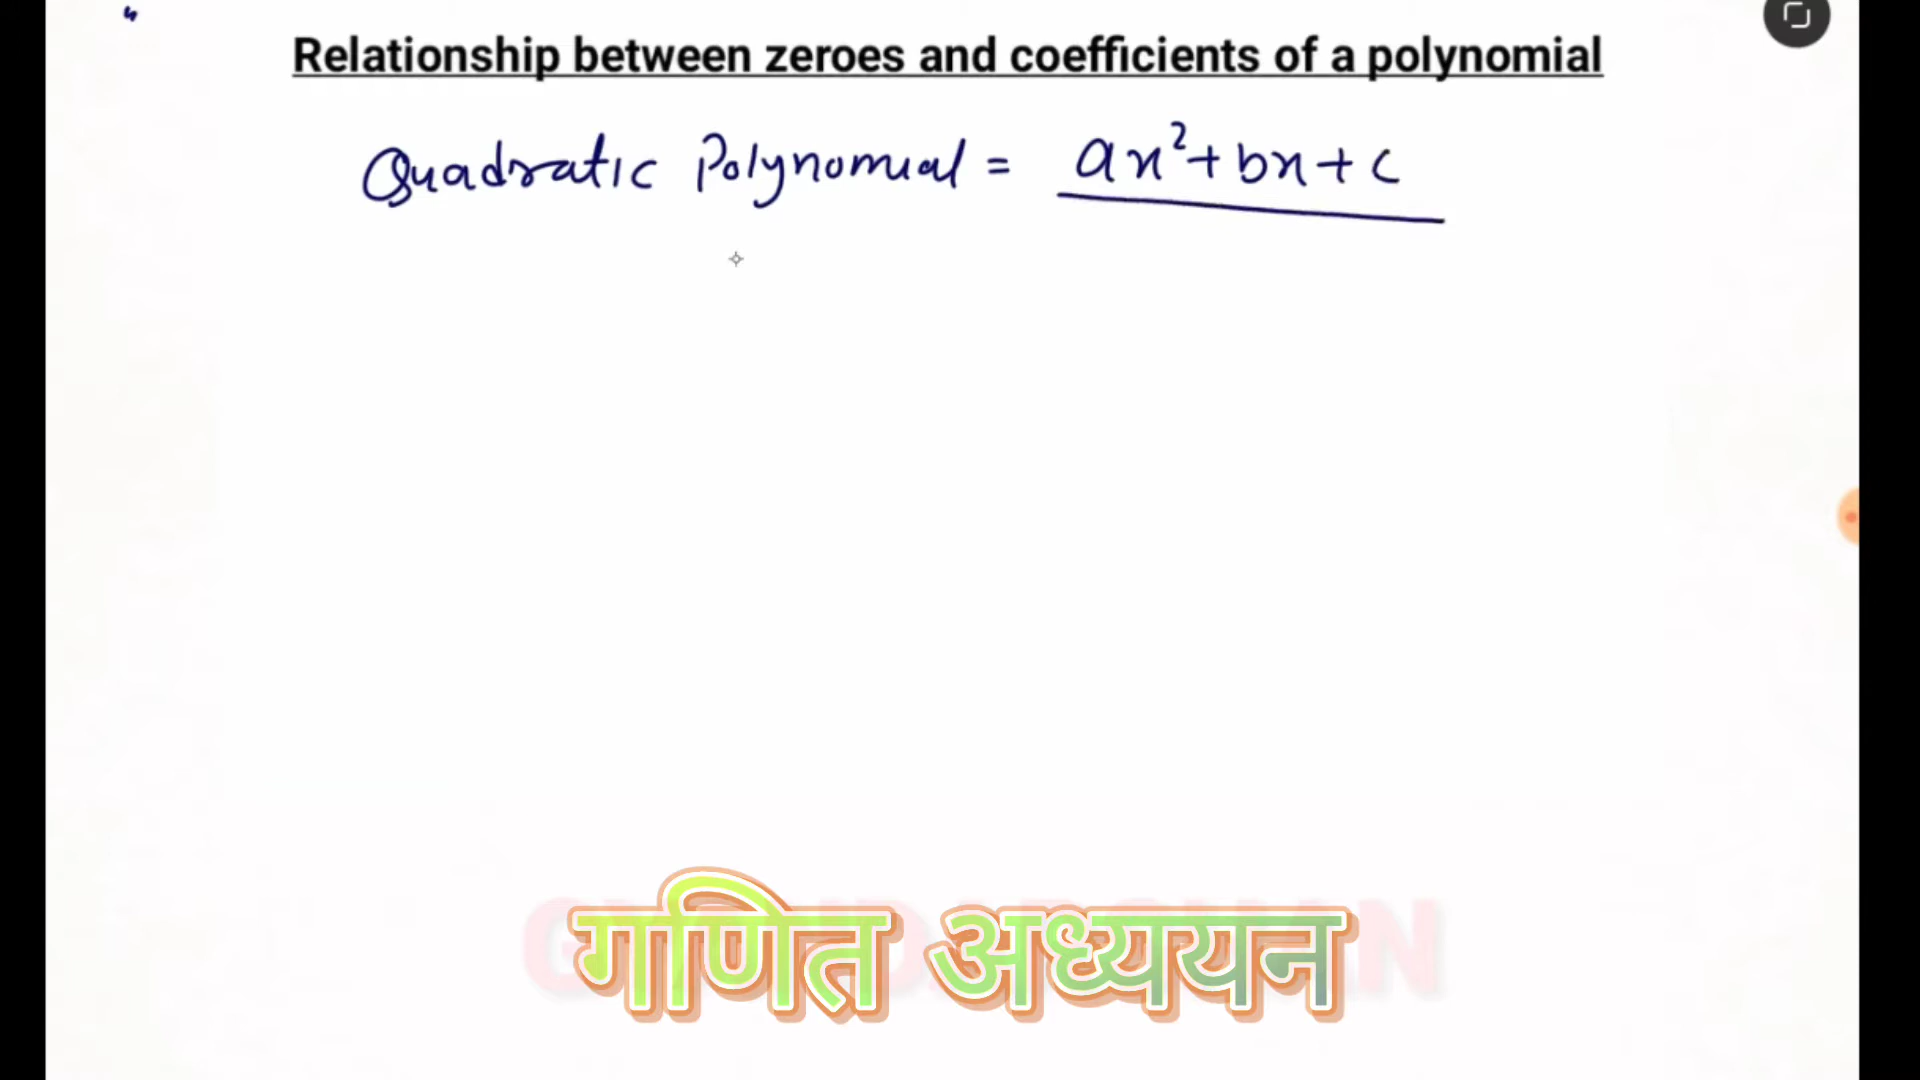 Relationship between zeroes and coefficients of a polynomial
Quadratic Polynomial = ax²+bx+c
गणित अध्ययन